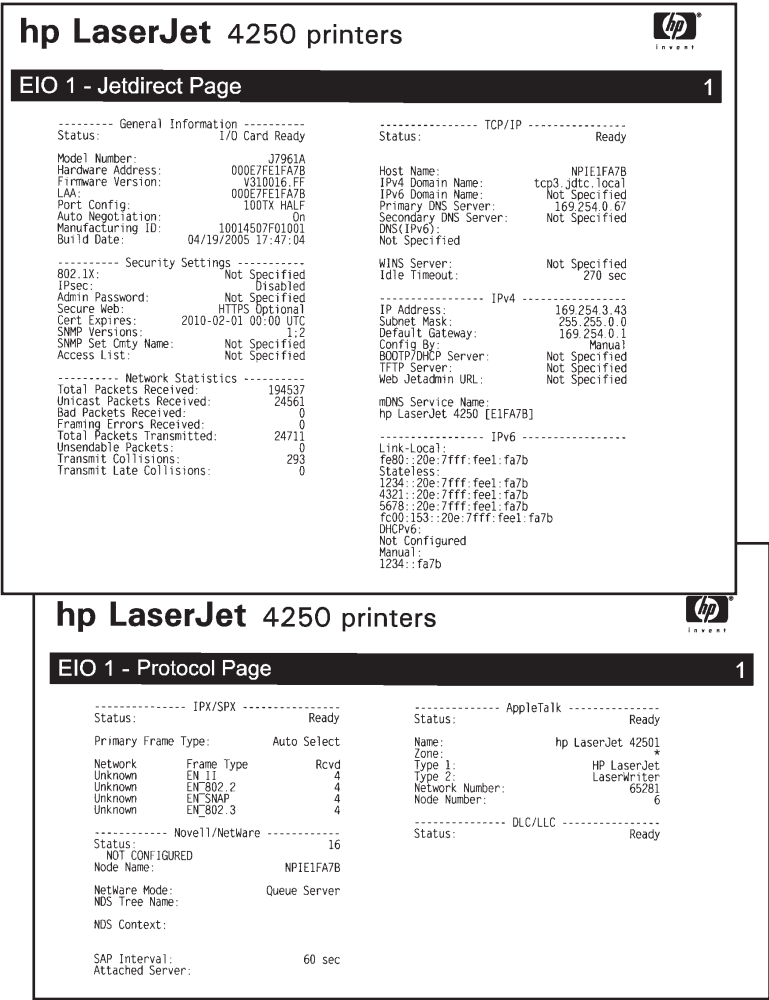 hp LaserJet 4250 printers
hp
invent
EIO 1 - Jetdirect Page 1
--------- General Information ----------
Status: I/O Card Ready
Model Number: J7961A
Hardware Address: 000E7FE1FA7B
Firmware Version: V310016.FF
LAA: 000E7FE1FA7B
Port Config: 100TX HALF
Auto Negotiation: On
Manufacturing ID: 10014507F01001
Build Date: 04/19/2005 17:47:04
---------- Security Settings -----------
802.1X: Not Specified
IPsec: Disabled
Admin Password: Not Specified
Secure Web: HTTPS Optional
Cert Expires: 2010-02-01 00:00 UTC
SNMP Versions: 1;2
SNMP Set Cmty Name: Not Specified
Access List: Not Specified
---------- Network Statistics ----------
Total Packets Received: 194537
Unicast Packets Received: 24561
Bad Packets Received: 0
Framing Errors Received: 0
Total Packets Transmitted: 24711
Unsendable Packets: 0
Transmit Collisions: 293
Transmit Late Collisions: 0
---------------- TCP/IP ----------------
Status: Ready
Host Name: NPIE1FA7B
IPv4 Domain Name: tcp3.jdtc.local
IPv6 Domain Name: Not Specified
Primary DNS Server: 169.254.0.67
Secondary DNS Server: Not Specified
DNS(IPv6):
Not Specified
WINS Server: Not Specified
Idle Timeout: 270 sec
----------------- IPv4 -----------------
IP Address: 169.254.3.43
Subnet Mask: 255.255.0.0
Default Gateway: 169.254.0.1
Config By: Manual
BOOTP/DHCP Server: Not Specified
TFTP Server: Not Specified
Web Jetadmin URL: Not Specified
mDNS Service Name:
hp LaserJet 4250 [E1FA7B]
----------------- IPv6 -----------------
Link-Local:
fe80::20e:7fff:fee1:fa7b
Stateless:
1234::20e:7fff:fee1:fa7b
4321::20e:7fff:fee1:fa7b
5678::20e:7fff:fee1:fa7b
fc00:153::20e:7fff:fee1:fa7b
DHCPv6:
Not Configured
Manual:
1234::fa7b
hp LaserJet 4250 printers
hp
invent
EIO 1 - Protocol Page 1
--------------- IPX/SPX ----------------
Status: Ready
Primary Frame Type: Auto Select
Network Frame Type Rcvd
Unknown EN_II 4
Unknown EN_802.2 4
Unknown EN_SNAP 4
Unknown EN_802.3 4
------------ Novell/NetWare ------------
Status: 16
NOT CONFIGURED
Node Name: NPIE1FA7B
NetWare Mode: Queue Server
NDS Tree Name:
NDS Context:
SAP Interval: 60 sec
Attached Server:
-------------- AppleTalk ---------------
Status: Ready
Name: hp LaserJet 42501
Zone: *
Type 1: HP LaserJet
Type 2: LaserWriter
Network Number: 65281
Node Number: 6
--------------- DLC/LLC ----------------
Status: Ready